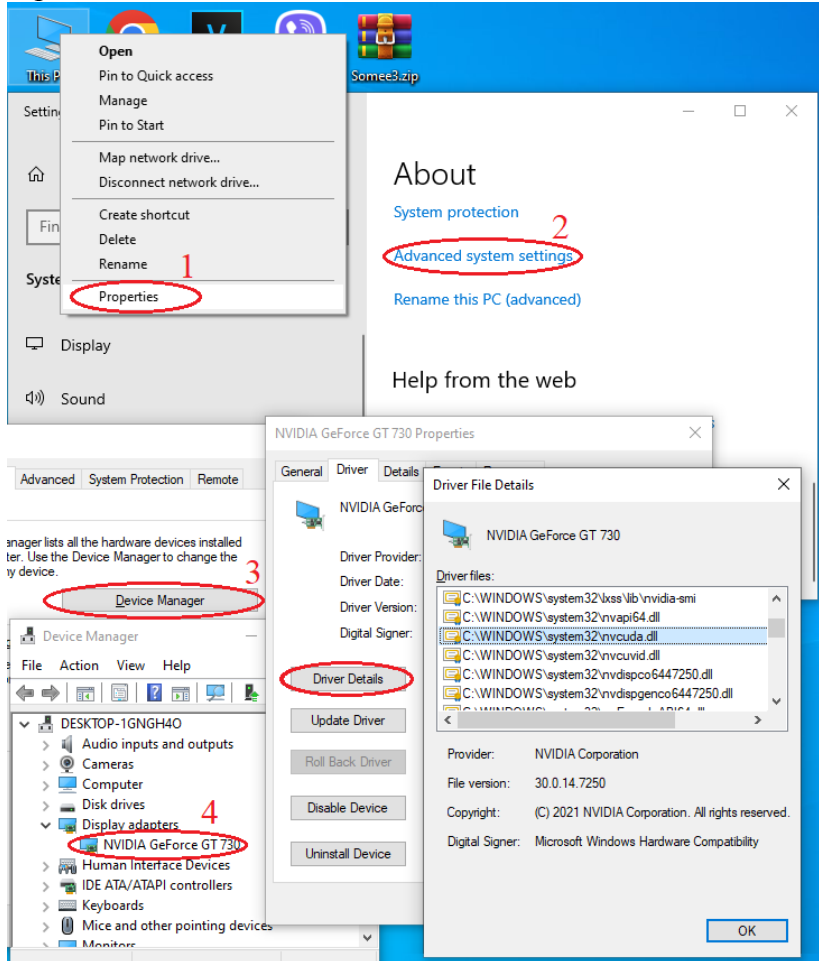 This P
Somee3.zip
Open
Pin to Quick access
Manage
Pin to Start
Map network drive...
Disconnect network drive...
Create shortcut
Delete
Rename
1
Properties
Settin
Fin
Syste
Display
Sound
About
System protection
2
Advanced system settings
Rename this PC (advanced)
Help from the web
Advanced System Protection Remote
anager lists all the hardware devices installed
ter. Use the Device Manager to change the
ny device.
3
Device Manager
Device Manager
File Action View Help
DESKTOP-1GNGH4O
Audio inputs and outputs
Cameras
Computer
Disk drives
4
Display adapters
NVIDIA GeForce GT 730
Human Interface Devices
IDE ATA/ATAPI controllers
Keyboards
Mice and other pointing devices
Monitors
NVIDIA GeForce GT 730 Properties
General Driver Details
NVIDIA GeForc
Driver Provider:
Driver Date:
Driver Version:
Digital Signer:
Driver Details
Update Driver
Roll Back Driver
Disable Device
Uninstall Device
Driver File Details
NVIDIA GeForce GT 730
Driver files:
C:\WINDOWS\system32\lxss\lib\nvidia-smi
C:\WINDOWS\system32\nvapi64.dll
C:\WINDOWS\system32\nvcuda.dll
C:\WINDOWS\system32\nvcuvid.dll
C:\WINDOWS\system32\nvdispco6447250.dll
C:\WINDOWS\system32\nvdispgenco6447250.dll
Provider: NVIDIA Corporation
File version: 30.0.14.7250
Copyright: (C) 2021 NVIDIA Corporation. All rights reserved.
Digital Signer: Microsoft Windows Hardware Compatibility
OK